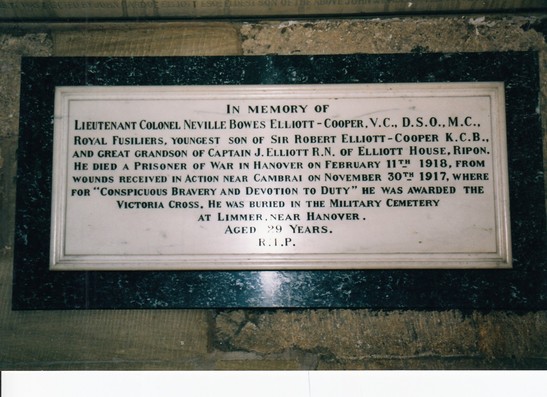 IN MEMORY OF
LIEUTENANT COLONEL NEVILLE BOWES ELLIOTT-COOPER, V.C., D.S.O., M.C.,
ROYAL FUSILIERS, YOUNGEST SON OF SIR ROBERT ELLIOTT-COOPER K.C.B.,
AND GREAT GRANDSON OF CAPTAIN J. ELLIOTT R.N. OF ELLIOTT HOUSE, RIPON.
HE DIED A PRISONER OF WAR IN HANOVER ON FEBRUARY 11TH 1918, FROM
WOUNDS RECEIVED IN ACTION NEAR CAMBRAI ON NOVEMBER 30TH 1917, WHERE
FOR "CONSPICUOUS BRAVERY AND DEVOTION TO DUTY" HE WAS AWARDED THE
VICTORIA CROSS. HE WAS BURIED IN THE MILITARY CEMETERY
AT LIMMER, NEAR HANOVER.
AGED 29 YEARS.
R.I.P.